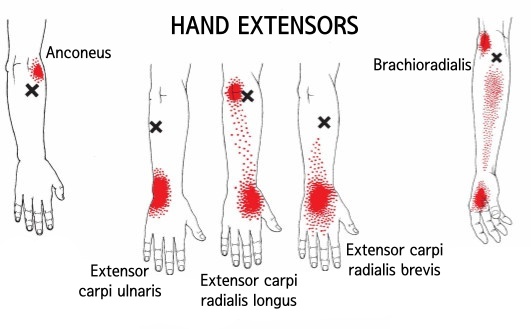 HAND EXTENSORS
Anconeus
Brachioradialis
Extensor
carpi ulnaris
Extensor carpi
radialis longus
Extensor carpi
radialis brevis